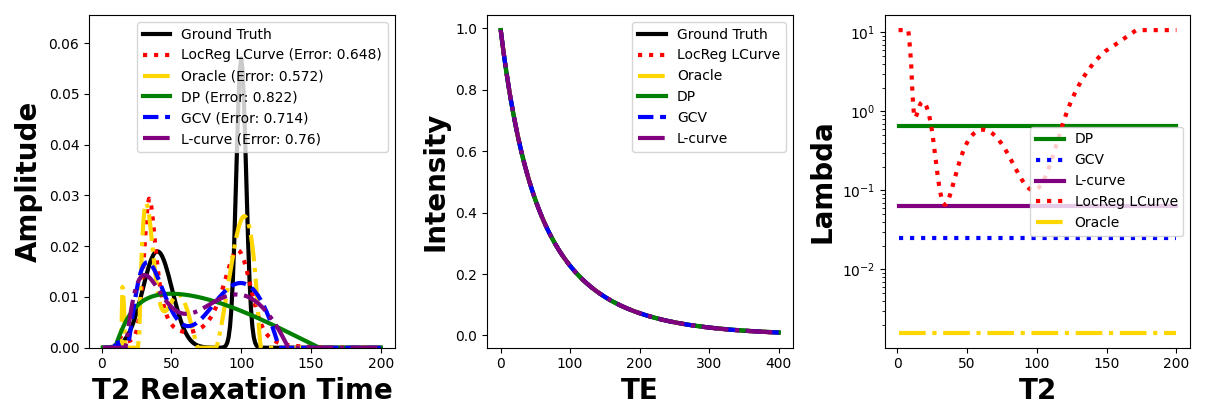 Amplitude
0.06
0.05
0.04
0.03
0.02
0.01
0.00
0
50
100
150
200
T2 Relaxation Time
Ground Truth
LocReg LCurve (Error: 0.648)
Oracle (Error: 0.572)
DP (Error: 0.822)
GCV (Error: 0.714)
L-curve (Error: 0.76)
Intensity
1.0
0.8
0.6
0.4
0.2
0.0
0
100
200
300
400
TE
Ground Truth
LocReg LCurve
Oracle
DP
GCV
L-curve
Lambda
10¹
10⁰
10⁻¹
10⁻²
0
50
100
150
200
T2
DP
GCV
L-curve
LocReg LCurve
Oracle